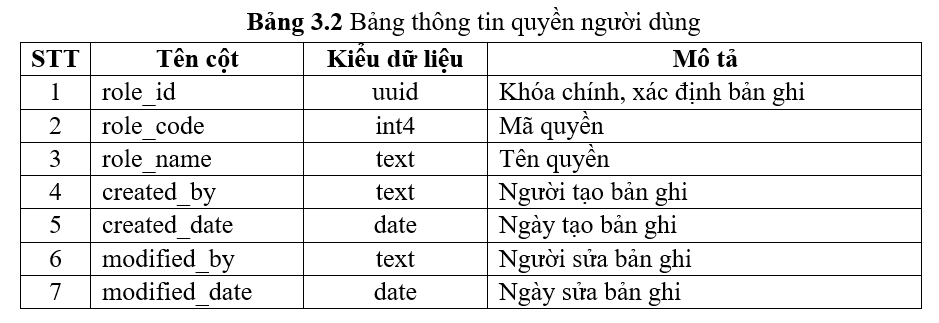 Bảng 3.2 Bảng thông tin quyền người dùng
STT Tên cột Kiểu dữ liệu Mô tả
1 role_id uuid Khóa chính, xác định bản ghi
2 role_code int4 Mã quyền
3 role_name text Tên quyền
4 created_by text Người tạo bản ghi
5 created_date date Ngày tạo bản ghi
6 modified_by text Người sửa bản ghi
7 modified_date date Ngày sửa bản ghi